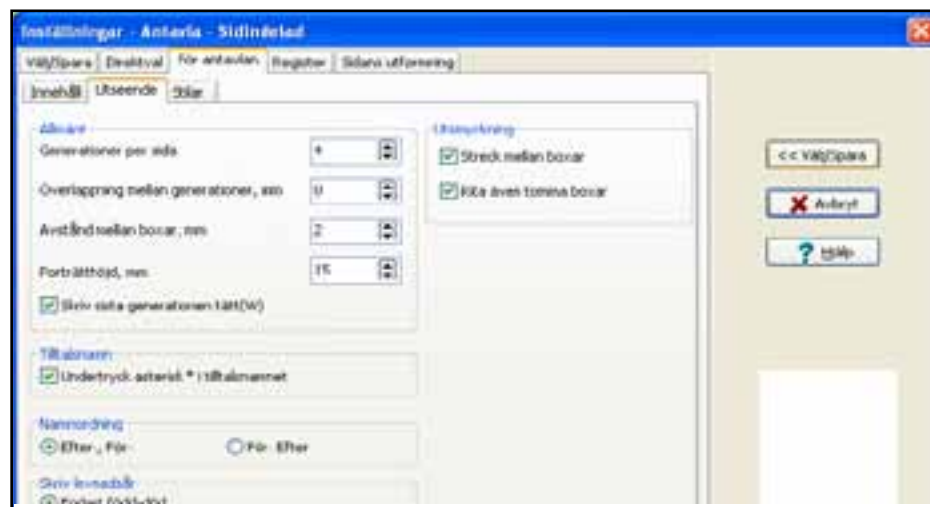 Inställningar - Antavla - Sidindelad
Välj/Spara Direktval För antavlan Register Sidans utformning
Innehåll Utseende Stilar
Allmänt
Generationer per sida 4
Överlappning mellan generationer, mm 0
Avstånd mellan boxar, mm 2
Porträtthöjd, mm 15
Skriv sista generationen tätt(W)
Utsmyckning
Streck mellan boxar
Rita även tomma boxar
<< Välj/Spara
Avbryt
Hjälp
Tilltalsnamn
Undertryck asterisk * i tilltalsnamnet
Namnordning
Efter-, För- För- Efter
Skriv levnadsår
Endast född-död